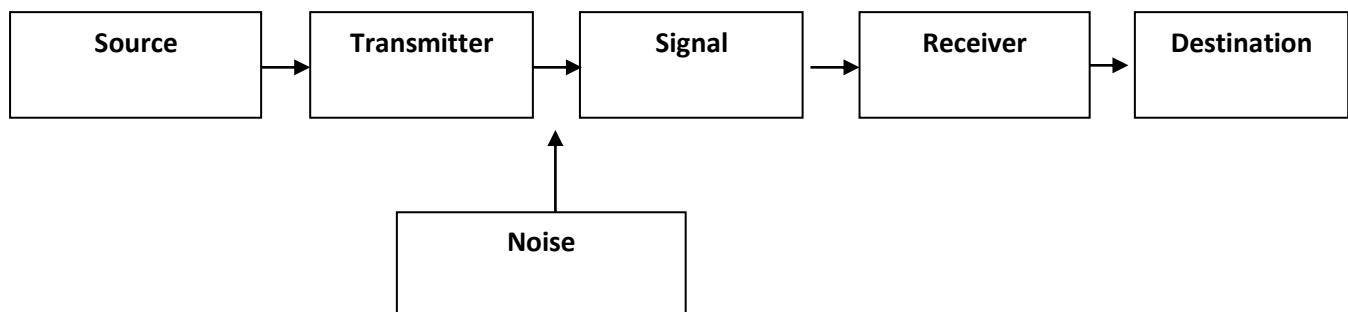 Source
Transmitter
Signal
Receiver
Destination
Noise